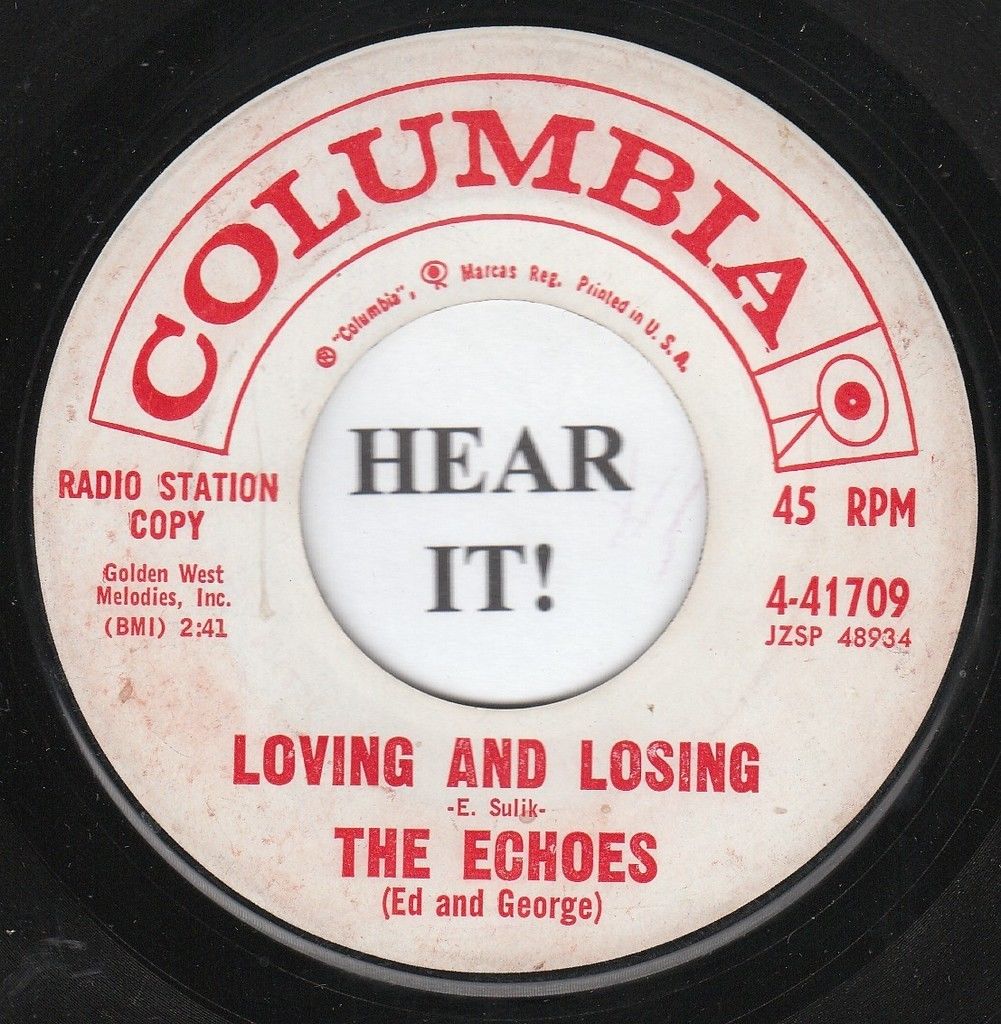 COLUMBIA
® "Columbia", Marcas Reg. Printed in U.S.A.
HEAR
IT!
RADIO STATION
COPY
Golden West
Melodies, Inc.
(BMI) 2:41
45 RPM
4-41709
JZSP 48934
LOVING AND LOSING
-E. Sulik-
THE ECHOES
(Ed and George)